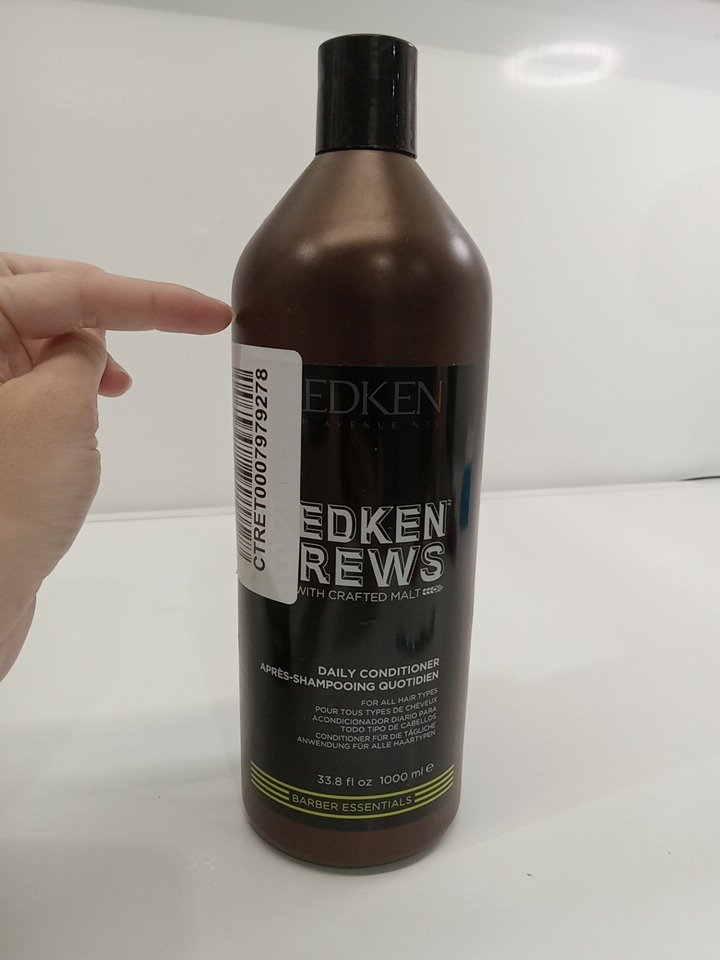 CTRET0007979278
EDKEN
H AVENUE NYC
EDKEN
REWS
WITH CRAFTED MALT
DAILY CONDITIONER
APRÈS-SHAMPOOING QUOTIDIEN
FOR ALL HAIR TYPES
POUR TOUS TYPES DE CHEVEUX
ACONDICIONADOR DIARIO PARA
TODO TIPO DE CABELLOS
CONDITIONER FÜR DIE TÄGLICHE
ANWENDUNG FÜR ALLE HAARTYPEN
33.8 fl oz 1000 ml e
BARBER ESSENTIALS